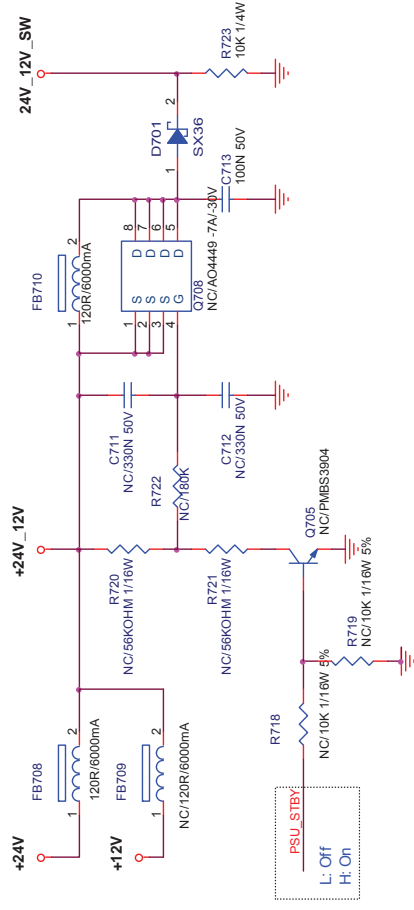 +24V
+24V_12V
24V_12V_SW
FB708
1
2
120R/6000mA
FB709
1
2
NC/120R/6000mA
+12V
FB710
1
2
120R/6000mA
R720
NC/56KOHM 1/16W
R721
NC/56KOHM 1/16W
R722
NC/180K
C711
NC/330N 50V
C712
NC/330N 50V
1
2
3
4
S
S
S
G
D
D
D
D
8
7
6
5
Q708
NC/AO4449 -7A/-30V
D701
SX36
1
2
C713
100N 50V
R723
10K 1/4W
PSU_STBY
L: Off
H: On
R718
NC/10K 1/16W 5%
R719
NC/10K 1/16W 5%
Q705
NC/PMBS3904